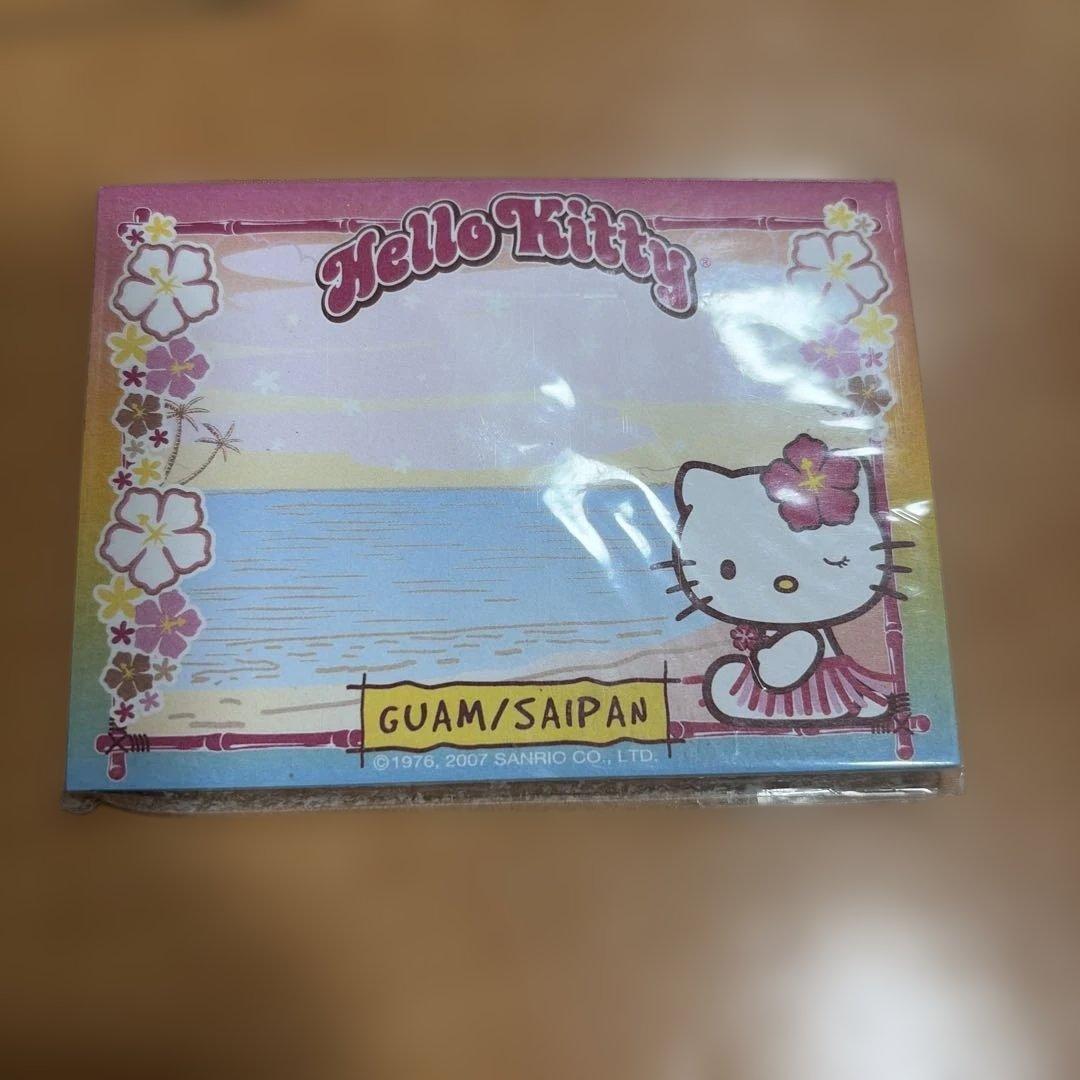 Hello Kitty®
GUAM/SAIPAN
©1976, 2007 SANRIO CO., LTD.